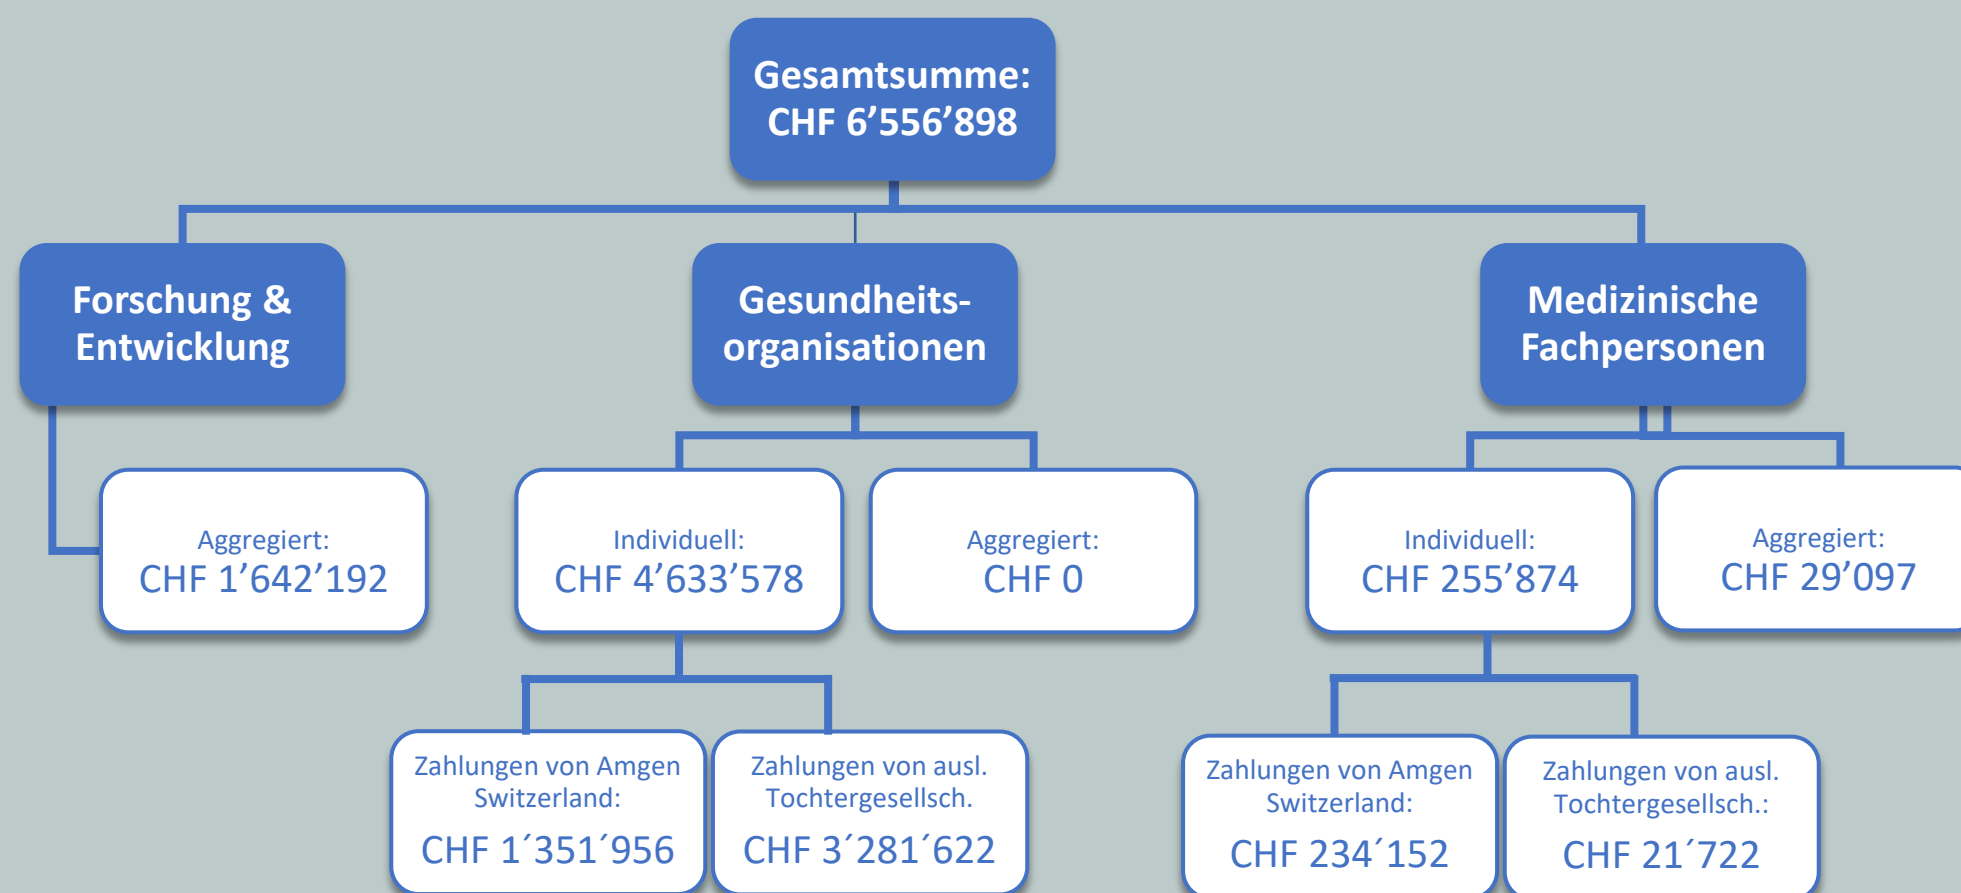 Gesamtsumme:
CHF 6’556’898
Forschung &
Entwicklung
Gesundheits-
organisationen
Medizinische
Fachpersonen
Aggregiert:
CHF 1’642’192
Individuell:
CHF 4’633’578
Aggregiert:
CHF 0
Individuell:
CHF 255’874
Aggregiert:
CHF 29’097
Zahlungen von Amgen
Switzerland:
CHF 1´351´956
Zahlungen von ausl.
Tochtergesellsch.
CHF 3´281´622
Zahlungen von Amgen
Switzerland:
CHF 234´152
Zahlungen von ausl.
Tochtergesellsch.:
CHF 21´722